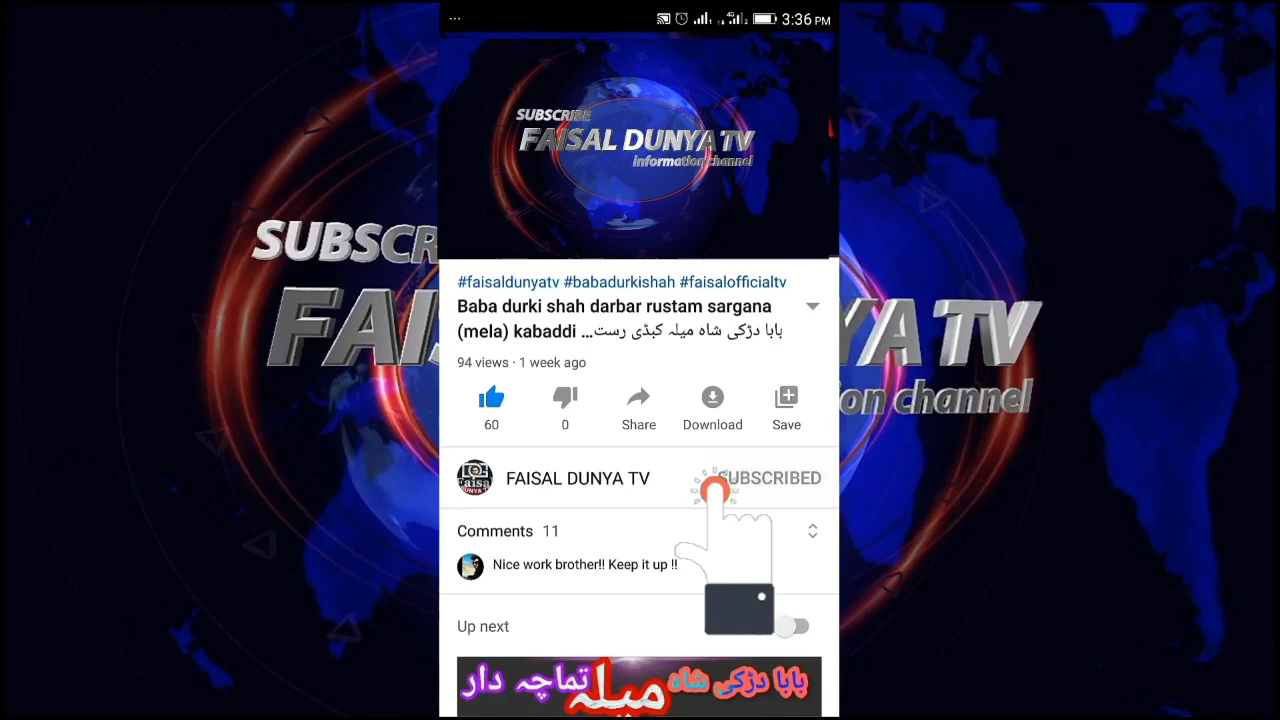 ... 4G 3:36 PM
SUBSCRIBE
FAISAL DUNYA TV
information channel
#faisaldunyatv #babadurkishah #faisalofficialtv
Baba durki shah darbar rustam sargana
(mela) kabaddi ...بابا دڑکی شاہ میلہ کبڈی رست
94 views · 1 week ago
60 0 Share Download Save
FAISAL DUNYA TV SUBSCRIBED
Comments 11
Nice work brother!! Keep it up !!
Up next
بابا دڑکی شاہ میلہ تماچہ دار
SUBSCR
FAI
YA TV
on channel